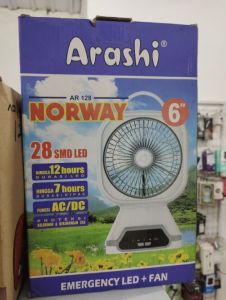 Arashi
AR 128
NORWAY
6"
28 SMD LED
HINGGA 12 hours
HINGGA 7 hours
POWER AC/DC
EMERGENCY LED + FAN